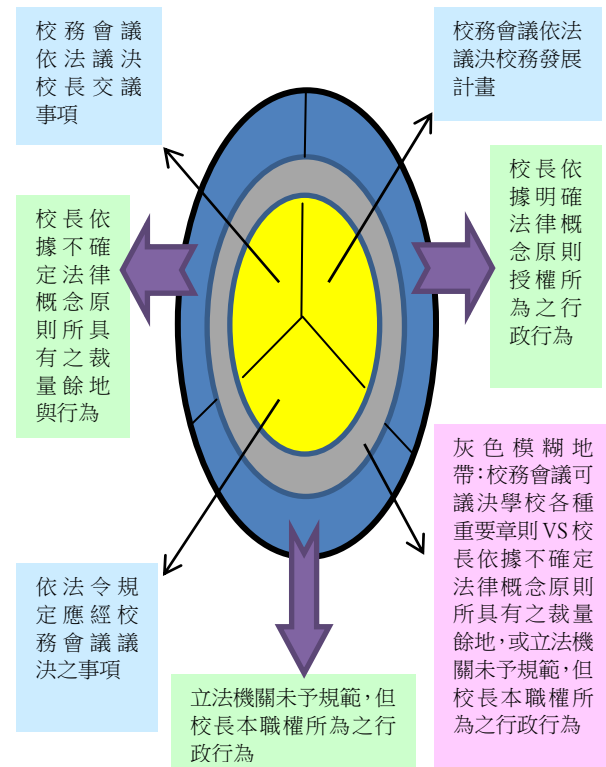 校務會議
依法議決
校長交議
事項
校務會議依法
議決校務發展
計畫
校長依
據不確
定法律
概念原
則所具
有之裁
量餘地
與行為
校長依
據明確
法律概
念原則
授權所
為之行
政行為
灰色模糊地
帶：校務會議可
議決學校各種
重要章則 VS 校
長依據不確定
法律概念原則
所具有之裁量
餘地，或立法機
關未予規範，但
校長本職權所
為之行政行為
依法令規
定應經校
務會議議
決之事項
立法機關未予規範，但
校長本職權所為之行
政行為